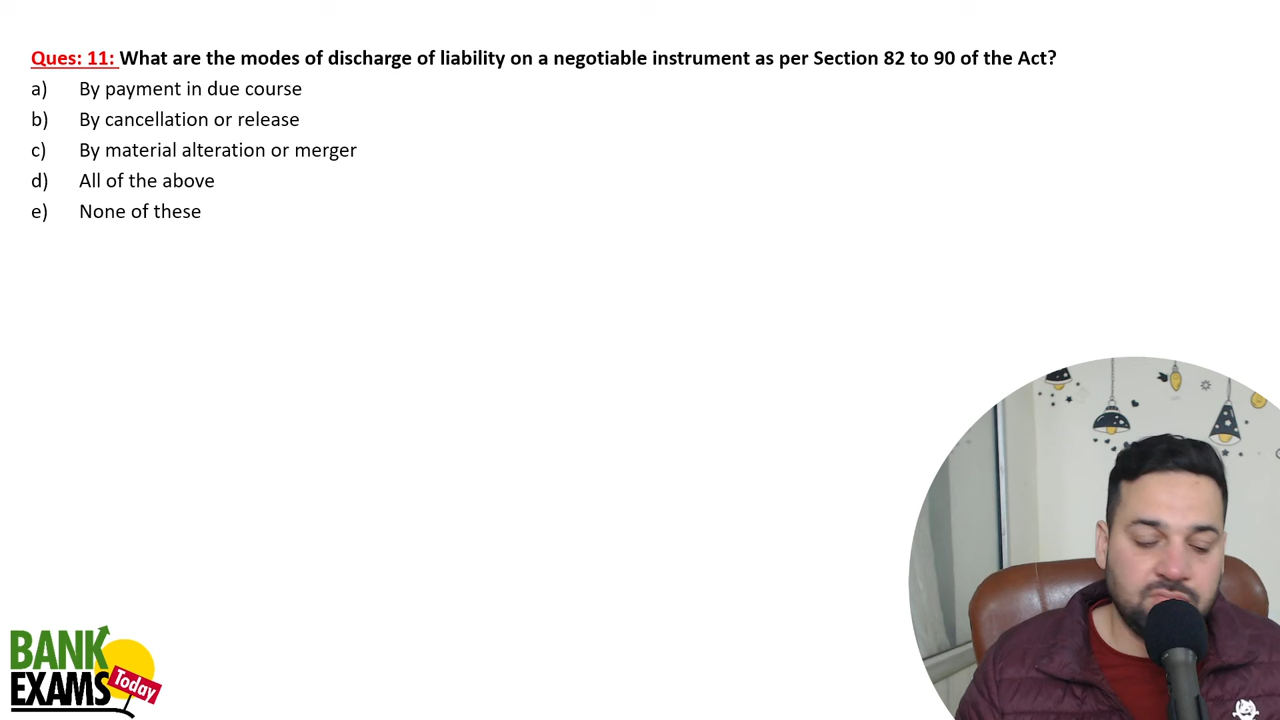 Ques: 11: What are the modes of discharge of liability on a negotiable instrument as per Section 82 to 90 of the Act?
a) By payment in due course
b) By cancellation or release
c) By material alteration or merger
d) All of the above
e) None of these
BANK
EXAMS
Today